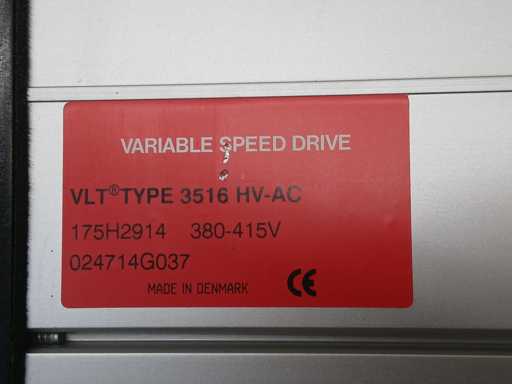 VARIABLE SPEED DRIVE
VLT® TYPE 3516 HV-AC
175H2914 380-415V
024714G037
MADE IN DENMARK CE